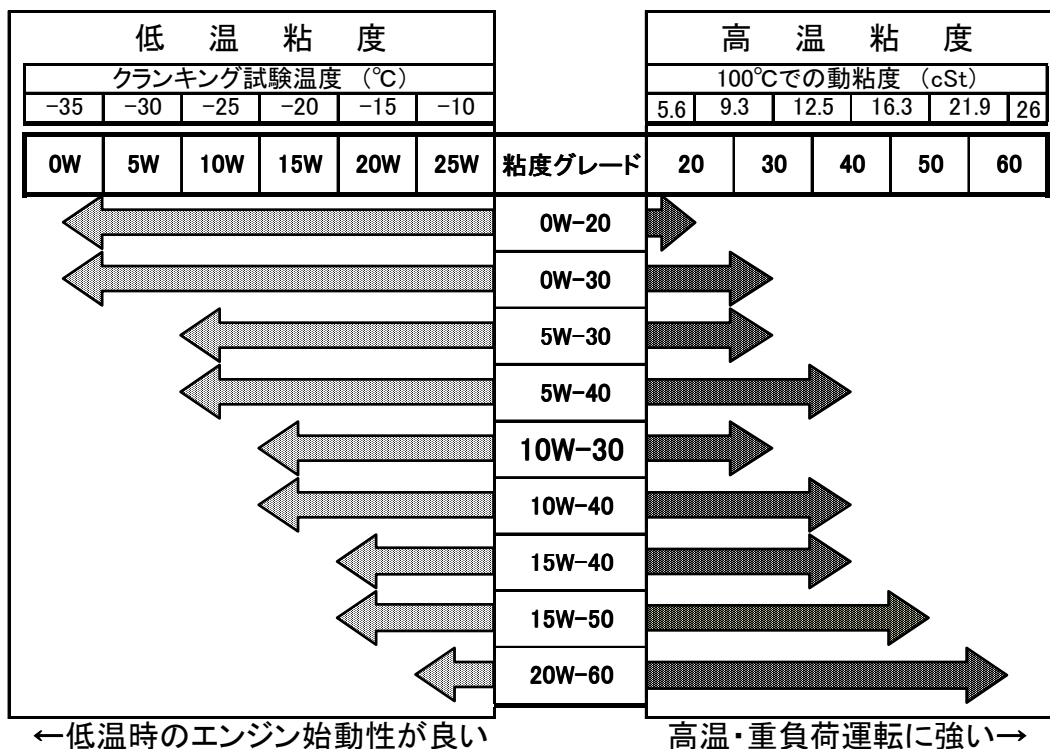 低温粘度 高温粘度
クランキング試験温度 (℃) 100℃での動粘度 (cSt)
-35 -30 -25 -20 -15 -10 5.6 9.3 12.5 16.3 21.9 26
0W 5W 10W 15W 20W 25W 粘度グレード 20 30 40 50 60
0W-20
0W-30
5W-30
5W-40
10W-30
10W-40
15W-40
15W-50
20W-60
←低温時のエンジン始動性が良い 高温・重負荷運転に強い→